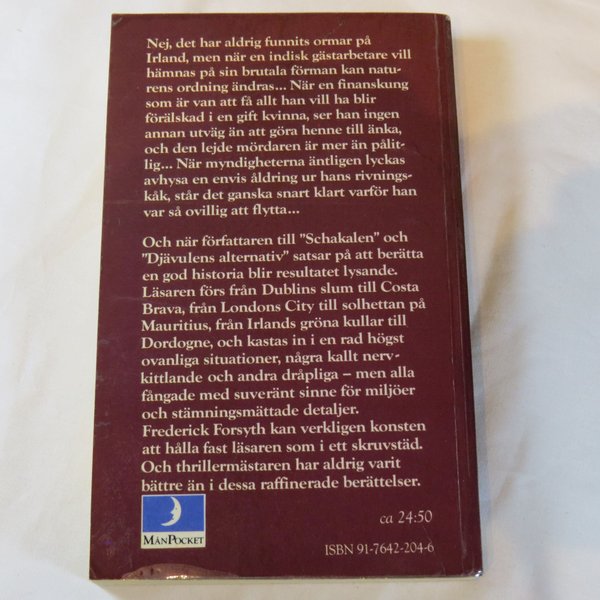 Nej, det har aldrig funnits ormar på
Irland, men när en indisk gästarbetare vill
hämnas på sin brutala förman kan natu-
rens ordning ändras... När en finanskung
som är van att få allt han vill ha blir
förälskad i en gift kvinna, ser han ingen
annan utväg än att göra henne till änka,
och den lejde mördaren är mer än pålit-
lig... När myndigheterna äntligen lyckas
avhysa en envis åldring ur hans rivnings-
kåk, står det ganska snart klart varför han
var så ovillig att flytta...
Och när författaren till "Schakalen" och
"Djävulens alternativ" satsar på att berätta
en god historia blir resultatet lysande.
Läsaren förs från Dublins slum till Costa
Brava, från Londons City till solhettan på
Mauritius, från Irlands gröna kullar till
Dordogne, och kastas in i en rad högst
ovanliga situationer, några kallt nerv-
kittlande och andra dråpliga – men alla
fångade med suveränt sinne för miljöer
och stämningsmättade detaljer.
Frederick Forsyth kan verkligen konsten
att hålla fast läsaren som i ett skruvstäd.
Och thrillermästaren har aldrig varit
bättre än i dessa raffinerade berättelser.
MÅNPOCKET
ca 24:50
ISBN 91-7642-204-6